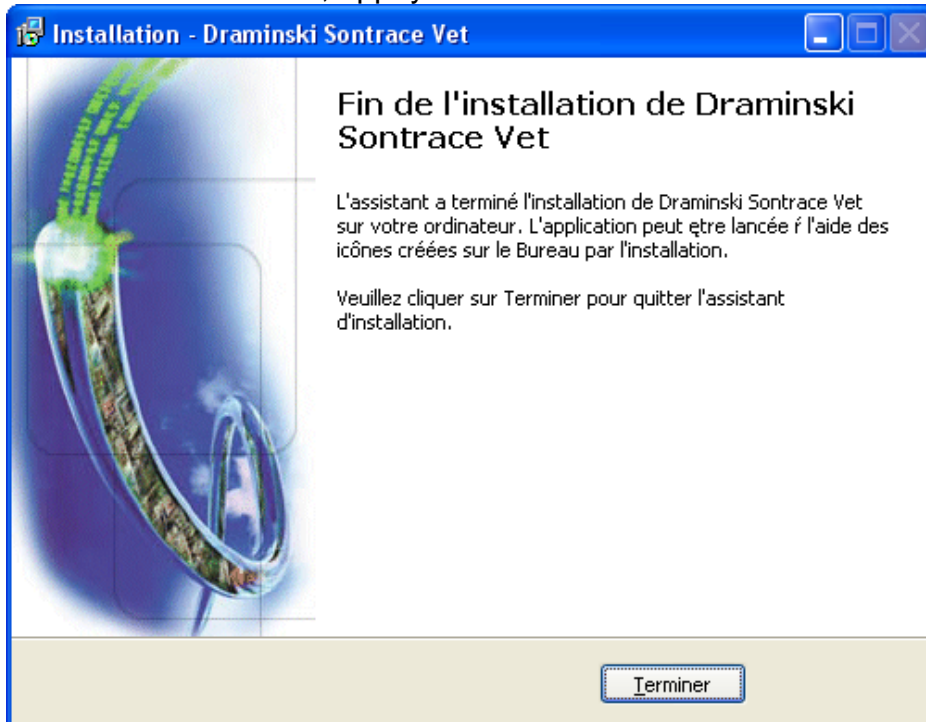 Installation - Draminski Sontrace Vet
Fin de l'installation de Draminski
Sontrace Vet
L'assistant a terminé l'installation de Draminski Sontrace Vet
sur votre ordinateur. L'application peut ętre lancée ŕ l'aide des
icônes créées sur le Bureau par l'installation.
Veuillez cliquer sur Terminer pour quitter l'assistant
d'installation.
Terminer